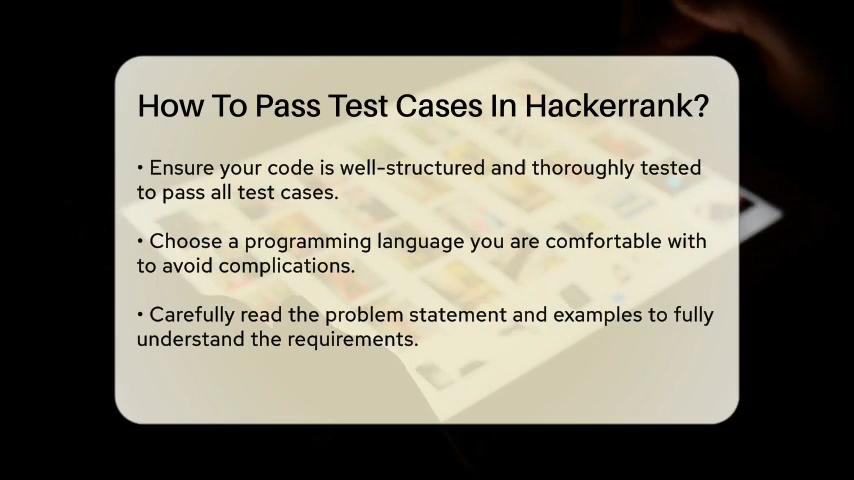 How To Pass Test Cases In Hackerrank?
• Ensure your code is well-structured and thoroughly tested
to pass all test cases.
• Choose a programming language you are comfortable with
to avoid complications.
• Carefully read the problem statement and examples to fully
understand the requirements.